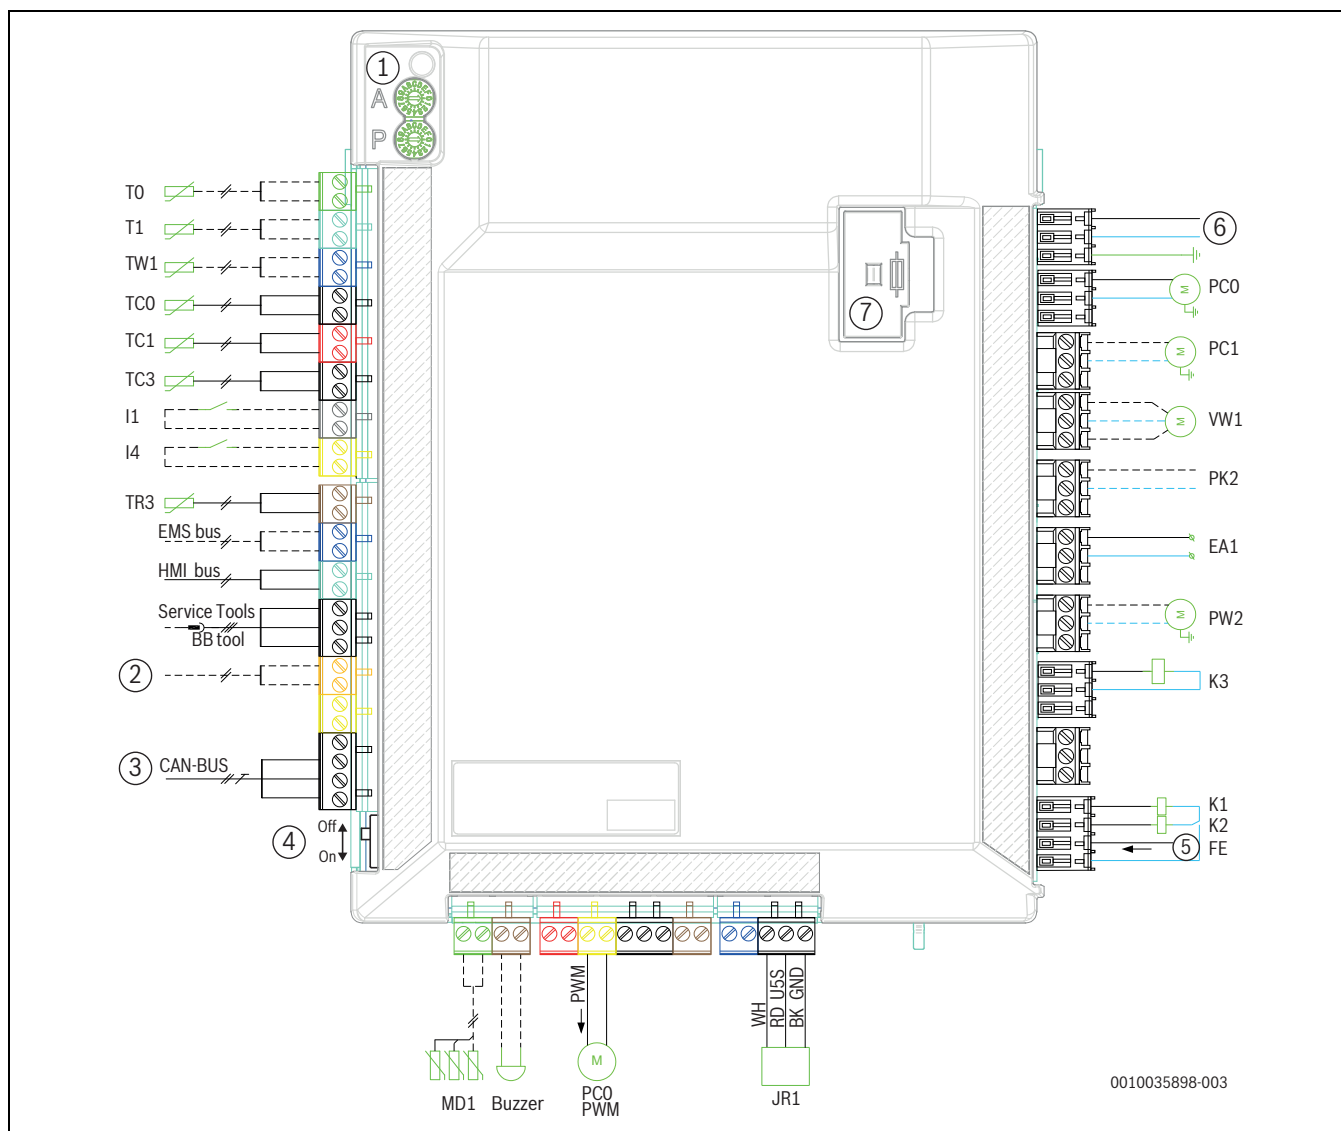 1
A
P
T0
T1
TW1
TC0
TC1
TC3
I1
I4
TR3
EMS bus
HMI bus
Service Tools
BB tool
2
3 CAN-BUS
4 Off
On
7
6
PC0
M
PC1
M
VW1
M
PK2
EA1
PW2
M
K3
K1
K2
5 FE
MD1
Buzzer
PWM
M
PC0
PWM
WH
RD U5S
BK GND
JR1
0010035898-003